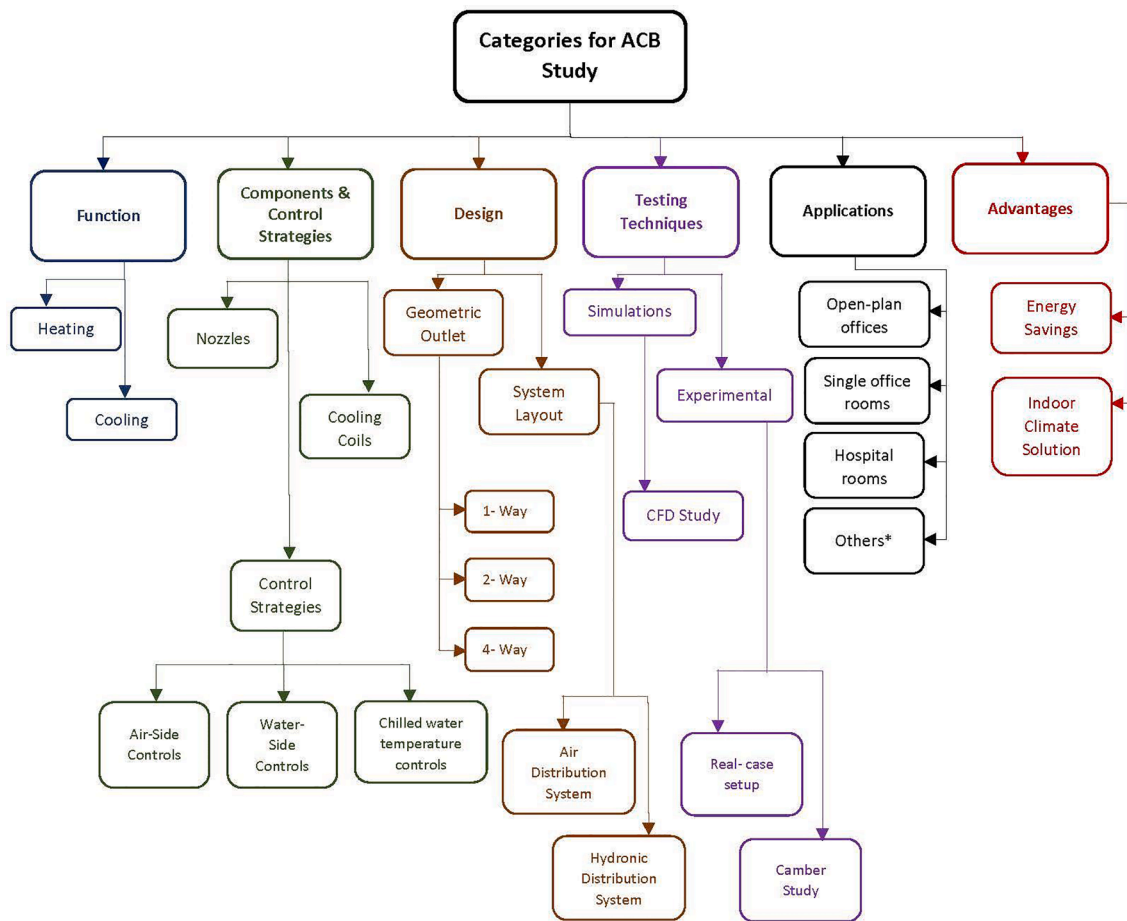 Categories for ACB
Study
Function
Components &
Control
Strategies
Design
Testing
Techniques
Applications
Advantages
Heating
Cooling
Nozzles
Cooling
Coils
Control
Strategies
Air-Side
Controls
Water-
Side
Controls
Chilled water
temperature
controls
Geometric
Outlet
System
Layout
1- Way
2- Way
4- Way
Air
Distribution
System
Hydronic
Distribution
System
Simulations
Experimental
CFD Study
Real- case
setup
Camber
Study
Open-plan
offices
Single office
rooms
Hospital
rooms
Others*
Energy
Savings
Indoor
Climate
Solution